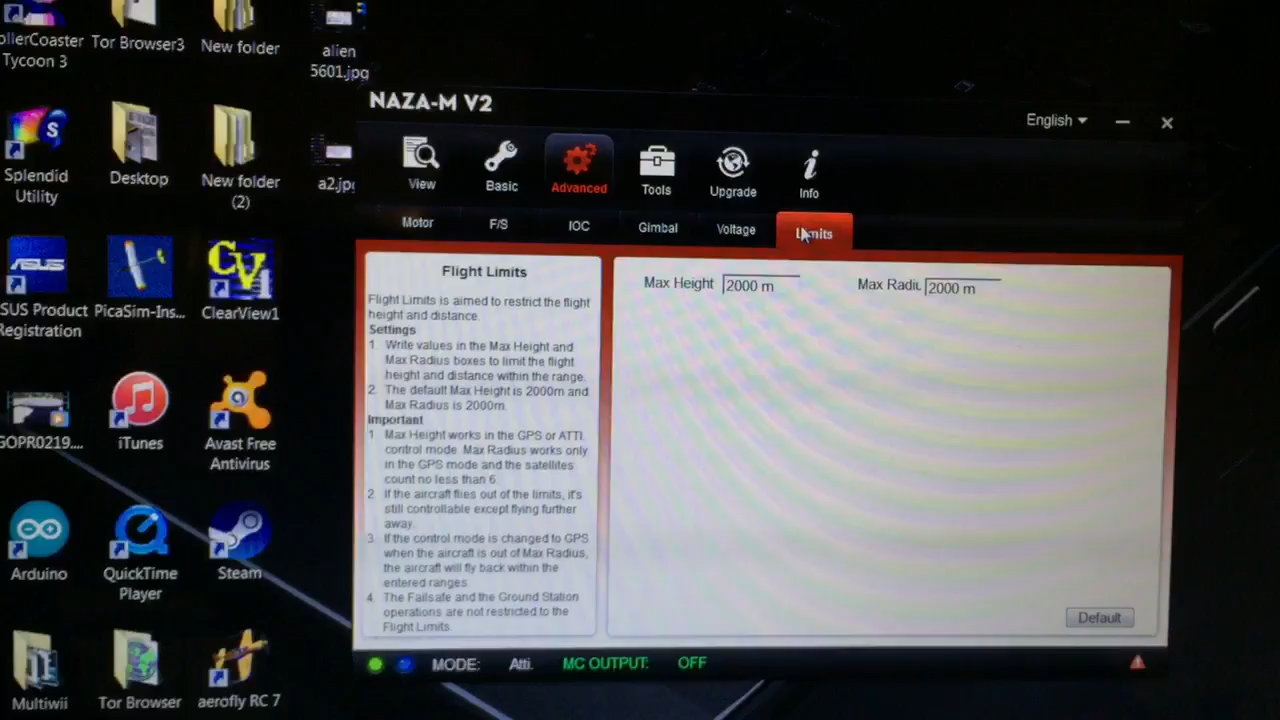 ollerCoaster
Tycoon 3
Tor Browser3
New folder
alien
5601.jpg
Splendid
Utility
Desktop
New folder
(2)
a2.jpg
ASUS
SUS Product
Registration
PicaSim-Ins...
CV1
ClearView1
GOPR0219....
iTunes
Avast Free
Antivirus
Arduino
QuickTime
Player
Steam
Multiwii
Tor Browser
aerofly RC 7
NAZA-M V2
English
View
Basic
2
Advanced
Tools
Upgrade
Info
Motor
F/S
IOC
Gimbal
Voltage
Limits
Flight Limits
Flight Limits is aimed to restrict the flight
height and distance.
Settings
1 Write values in the Max Height and
Max Radius boxes to limit the flight
height and distance within the range.
2. The default Max Height is 2000m and
Max Radius is 2000m.
Important
1 Max Height works in the GPS or ATTI.
control mode. Max Radius works only
in the GPS mode and the satellites
count no less than 6.
2 If the aircraft flies out of the limits, it's
still controllable except flying further
away.
3 If the control mode is changed to GPS
when the aircraft is out of Max Radius,
the aircraft will fly back within the
entered ranges.
4. The Failsafe and the Ground Station
operations are not restricted to the
Flight Limits.
Max Height 2000 m
Max Radiu 2000 m
Default
MODE: Atti. MC OUTPUT: OFF